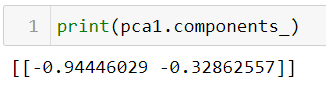 1 print(pca1.components_)
[[-0.94446029 -0.32862557]]